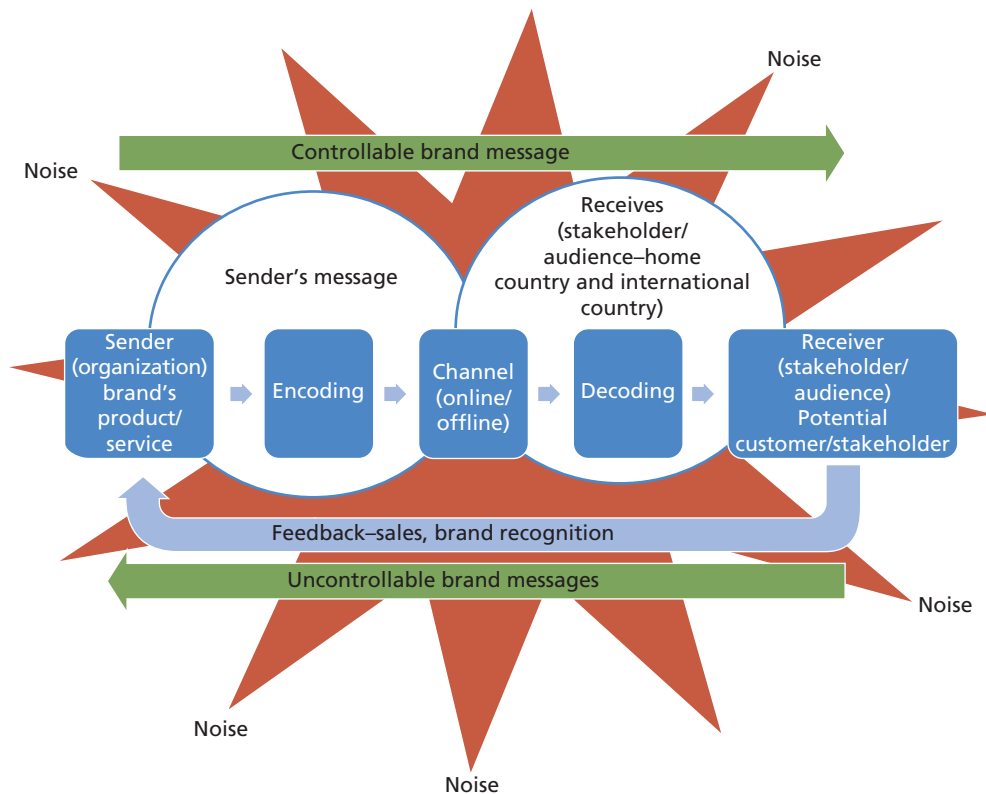 Noise
Controllable brand message
Noise
Receives
(stakeholder/
audience–home
country and international
country)
Sender’s message
Sender
(organization)
brand’s
product/
service
Encoding
Channel
(online/
offline)
Decoding
Receiver
(stakeholder/
audience)
Potential
customer/stakeholder
Feedback–sales, brand recognition
Uncontrollable brand messages
Noise
Noise
Noise